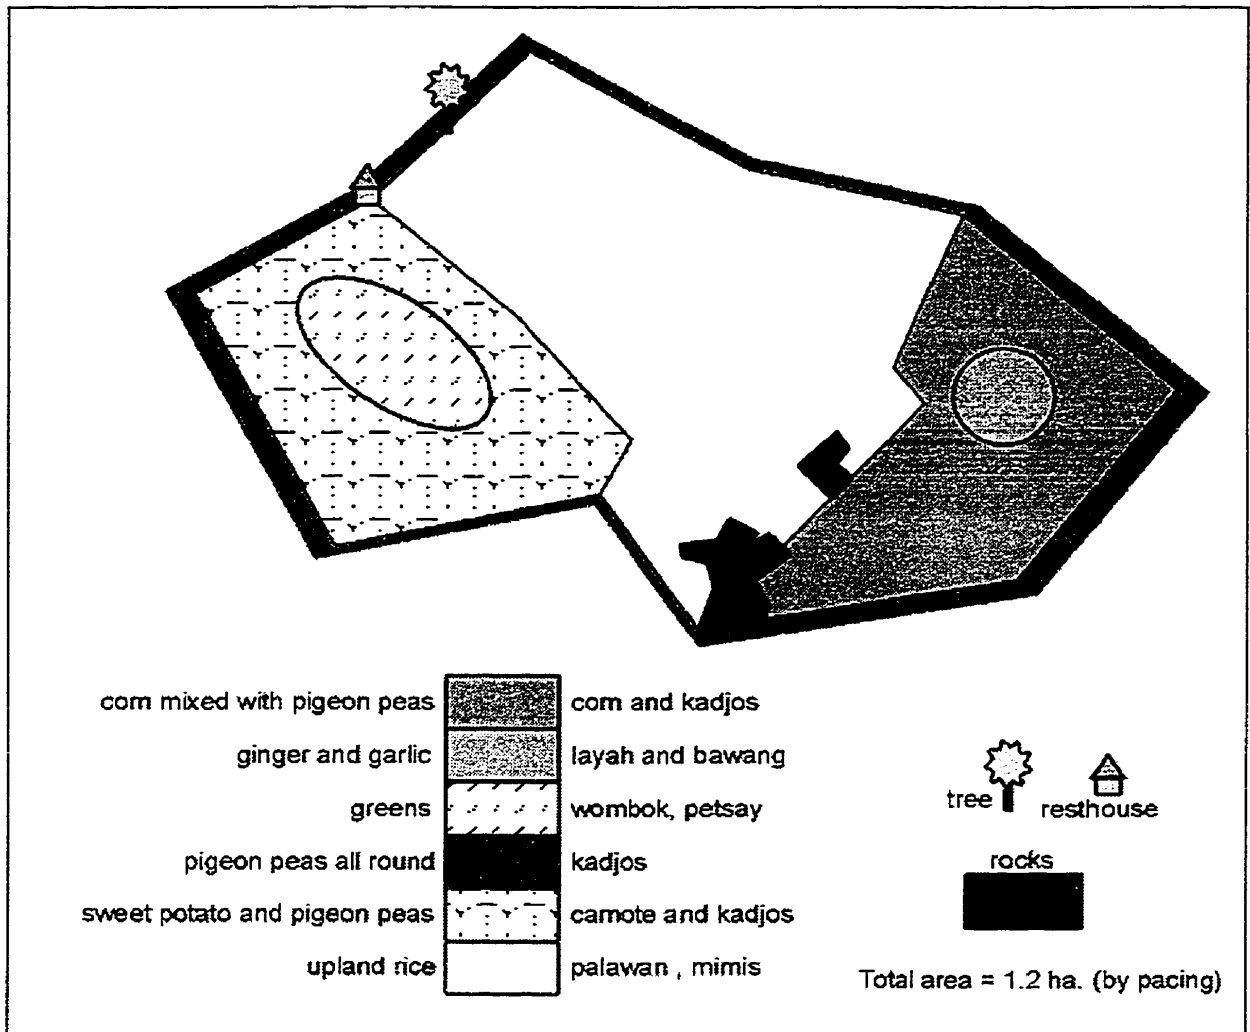 corn mixed with pigeon peas corn and kadjos
ginger and garlic layah and bawang
greens wombok, petsay
pigeon peas all round kadjos
sweet potato and pigeon peas camote and kadjos
upland rice palawan , mimis
tree resthouse
rocks
Total area = 1.2 ha. (by pacing)